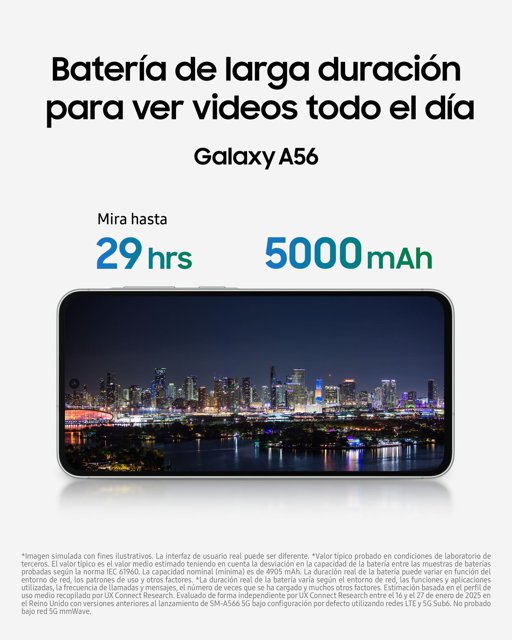 Batería de larga duración
para ver videos todo el día
Galaxy A56
Mira hasta
29 hrs
5000 mAh
*Imagen simulada con fines ilustrativos. La interfaz de usuario real puede ser diferente. *Valor típico probado en condiciones de laboratorio de
terceros. El valor típico es el valor medio estimado teniendo en cuenta la desviación en la capacidad de la batería entre las muestras de baterías
probadas según la norma IEC 61960. La capacidad nominal (mínima) es de 4905 mAh. La duración real de la batería puede variar en función del
entorno de red, los patrones de uso y otros factores. *La duración real de la batería varía según el entorno de red, las funciones y aplicaciones
utilizadas, la frecuencia de llamadas y mensajes, el número de veces que se ha cargado y muchos otros factores. Estimación basada en el perfil de
uso medio recopilado por UX Connect Research. Evaluado de forma independiente por UX Connect Research entre el 16 y el 27 de enero de 2025 en
el Reino Unido con versiones anteriores al lanzamiento de SM-A566 5G bajo configuración por defecto utilizando redes LTE y 5G Sub6. No probado
bajo red 5G mmWave.